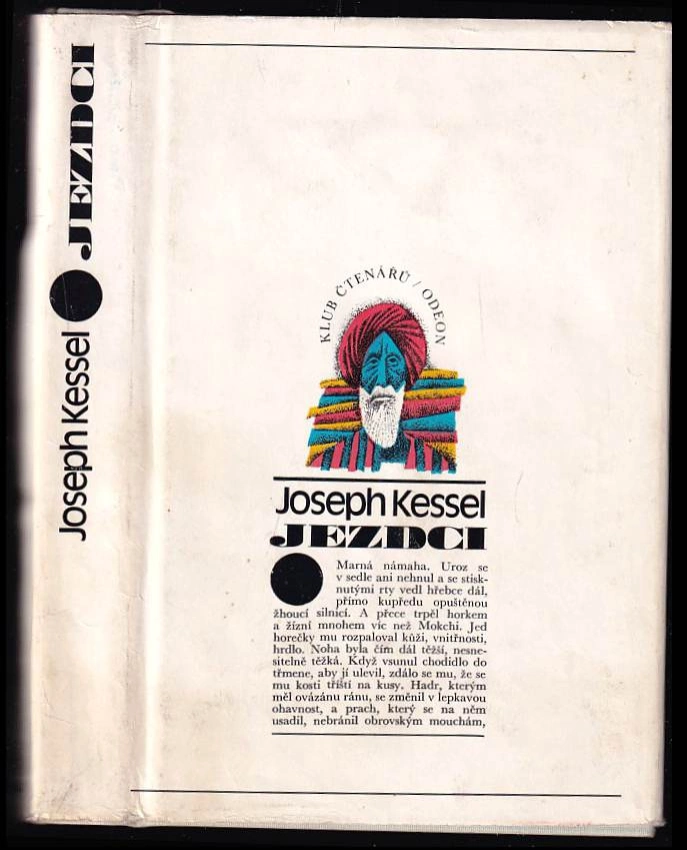 JEZDCI
Joseph Kessel
KLUB ČTENÁŘŮ / ODEON
Joseph Kessel
JEZDCI
Marná námaha. Uroz se
v sedle ani nehnul a se stisk-
nutými rty vedl hřebce dál,
přímo kupředu opuštěnou
žhoucí silnicí. A přece trpěl horkem
a žízní mnohem víc než Mokchi. Jed
horečky mu rozpaloval kůži, vnitřnosti,
hrdlo. Noha byla čím dál těžší, nesne-
sitelně těžká. Když vsunul chodidlo do
třmene, aby jí ulevil, zdálo se mu, že se
mu kosti tříští na kusy. Hadr, kterým
měl ovázánu ránu, se změnil v lepkavou
ohavnost, a prach, který se na něm
usadil, nebránil obrovským mouchám,